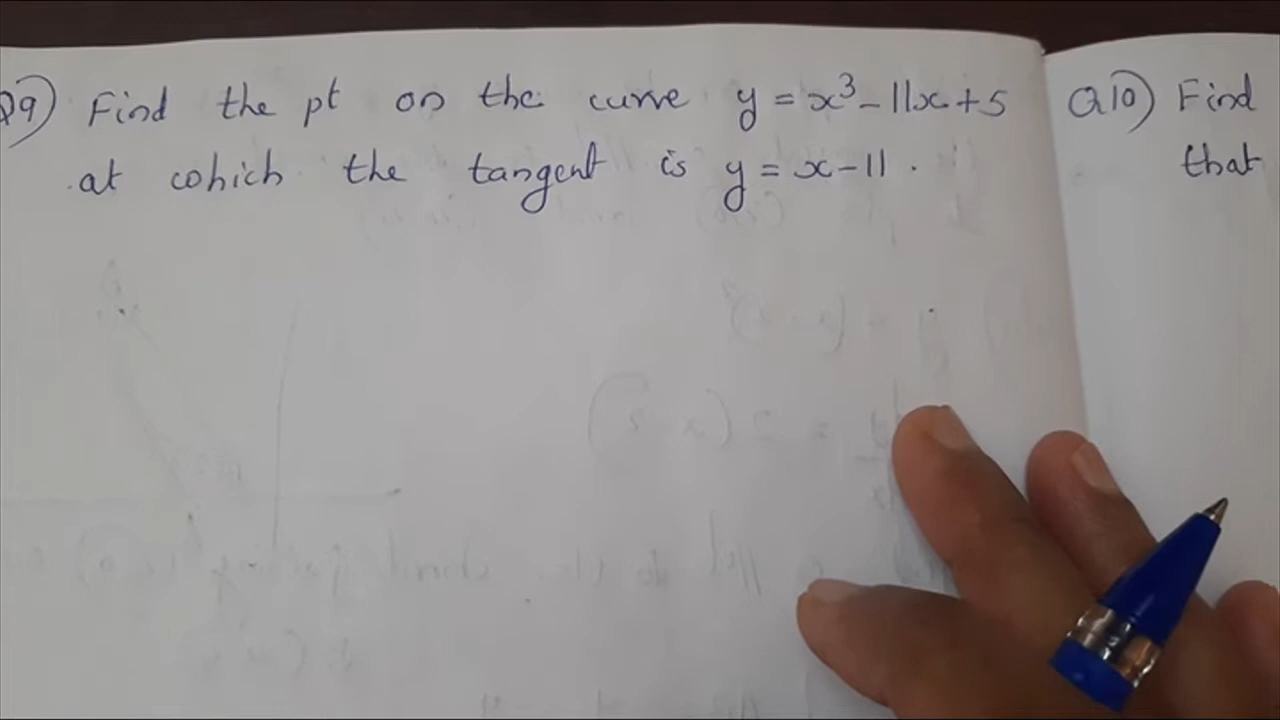 Q9) Find the pt on the curve y = x³ - 11x + 5
at which the tangent is y = x - 11 .
Q10) Find
that